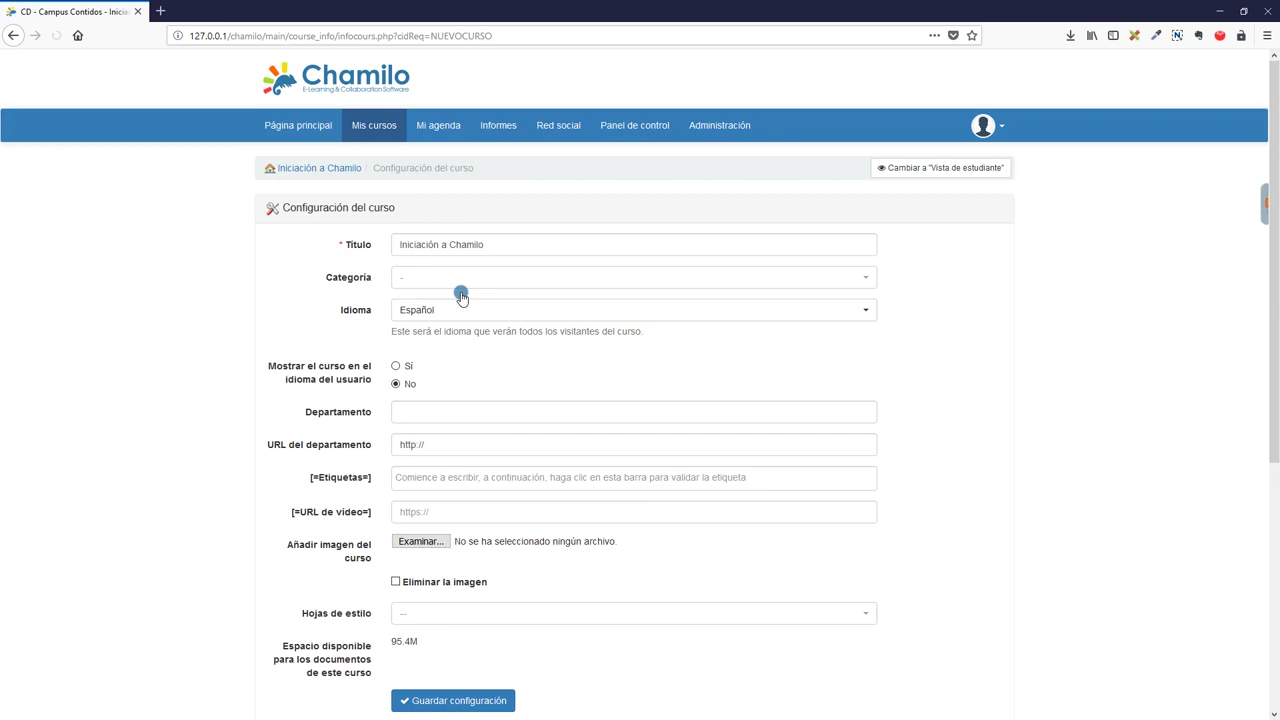 CD - Campus Contidos - Inicia
127.0.0.1/chamilo/main/course_info/infocours.php?cidReq=NUEVOCURSO
Chamilo
E-Learning & Collaboration Software
Página principal Mis cursos Mi agenda Informes Red social Panel de control Administración
Iniciación a Chamilo / Configuración del curso Cambiar a "Vista de estudiante"
Configuración del curso
* Título Iniciación a Chamilo
Categoría -
Idioma Español
Este será el idioma que verán todos los visitantes del curso.
Mostrar el curso en el Sí
idioma del usuario No
Departamento
URL del departamento http://
[=Etiquetas=] Comience a escribir, a continuación, haga clic en esta barra para validar la etiqueta
[=URL de vídeo=] https://
Añadir imagen del Examinar... No se ha seleccionado ningún archivo.
curso
Eliminar la imagen
Hojas de estilo --
Espacio disponible 95.4M
para los documentos
de este curso
Guardar configuración